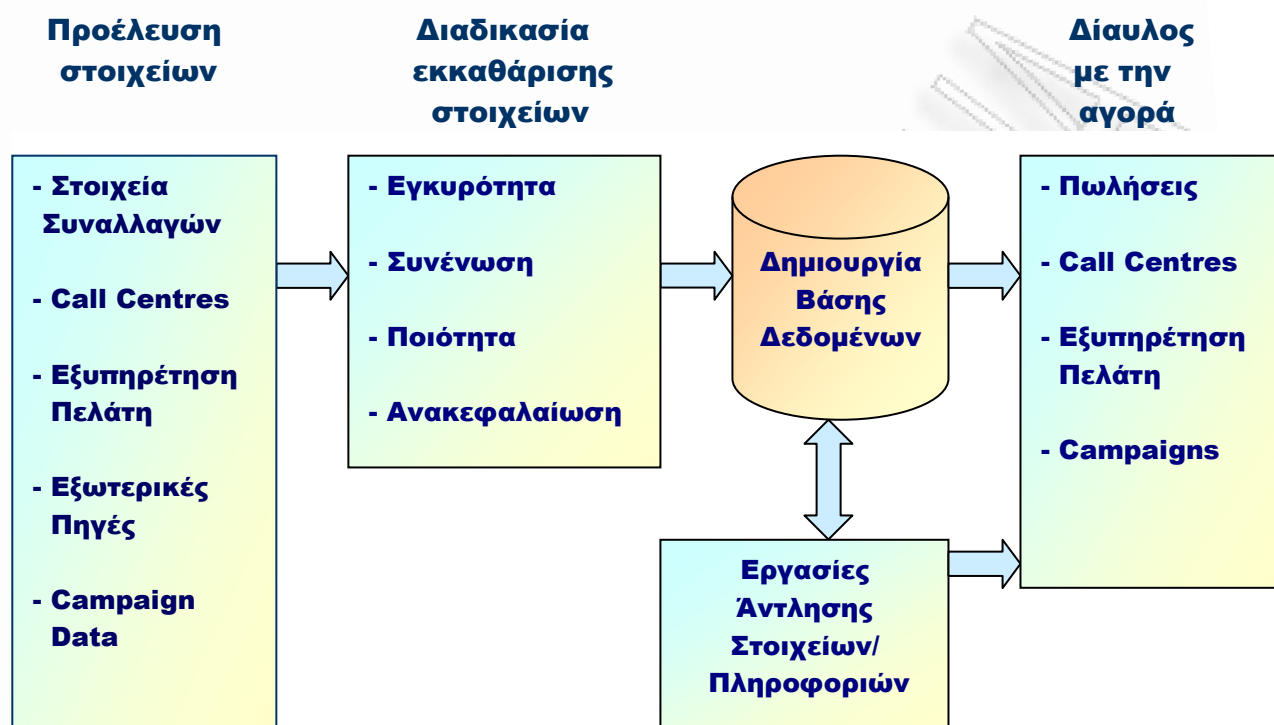 Προέλευση
στοιχείων
Διαδικασία
εκκαθάρισης
στοιχείων
Δίαυλος
με την
αγορά
- Στοιχεία
Συναλλαγών
- Call Centres
- Εξυπηρέτηση
Πελάτη
- Εξωτερικές
Πηγές
- Campaign
Data
- Εγκυρότητα
- Συνένωση
- Ποιότητα
- Ανακεφαλαίωση
Δημιουργία
Βάσης
Δεδομένων
Εργασίες
Άντλησης
Στοιχείων/
Πληροφοριών
- Πωλήσεις
- Call Centres
- Εξυπηρέτηση
Πελάτη
- Campaigns